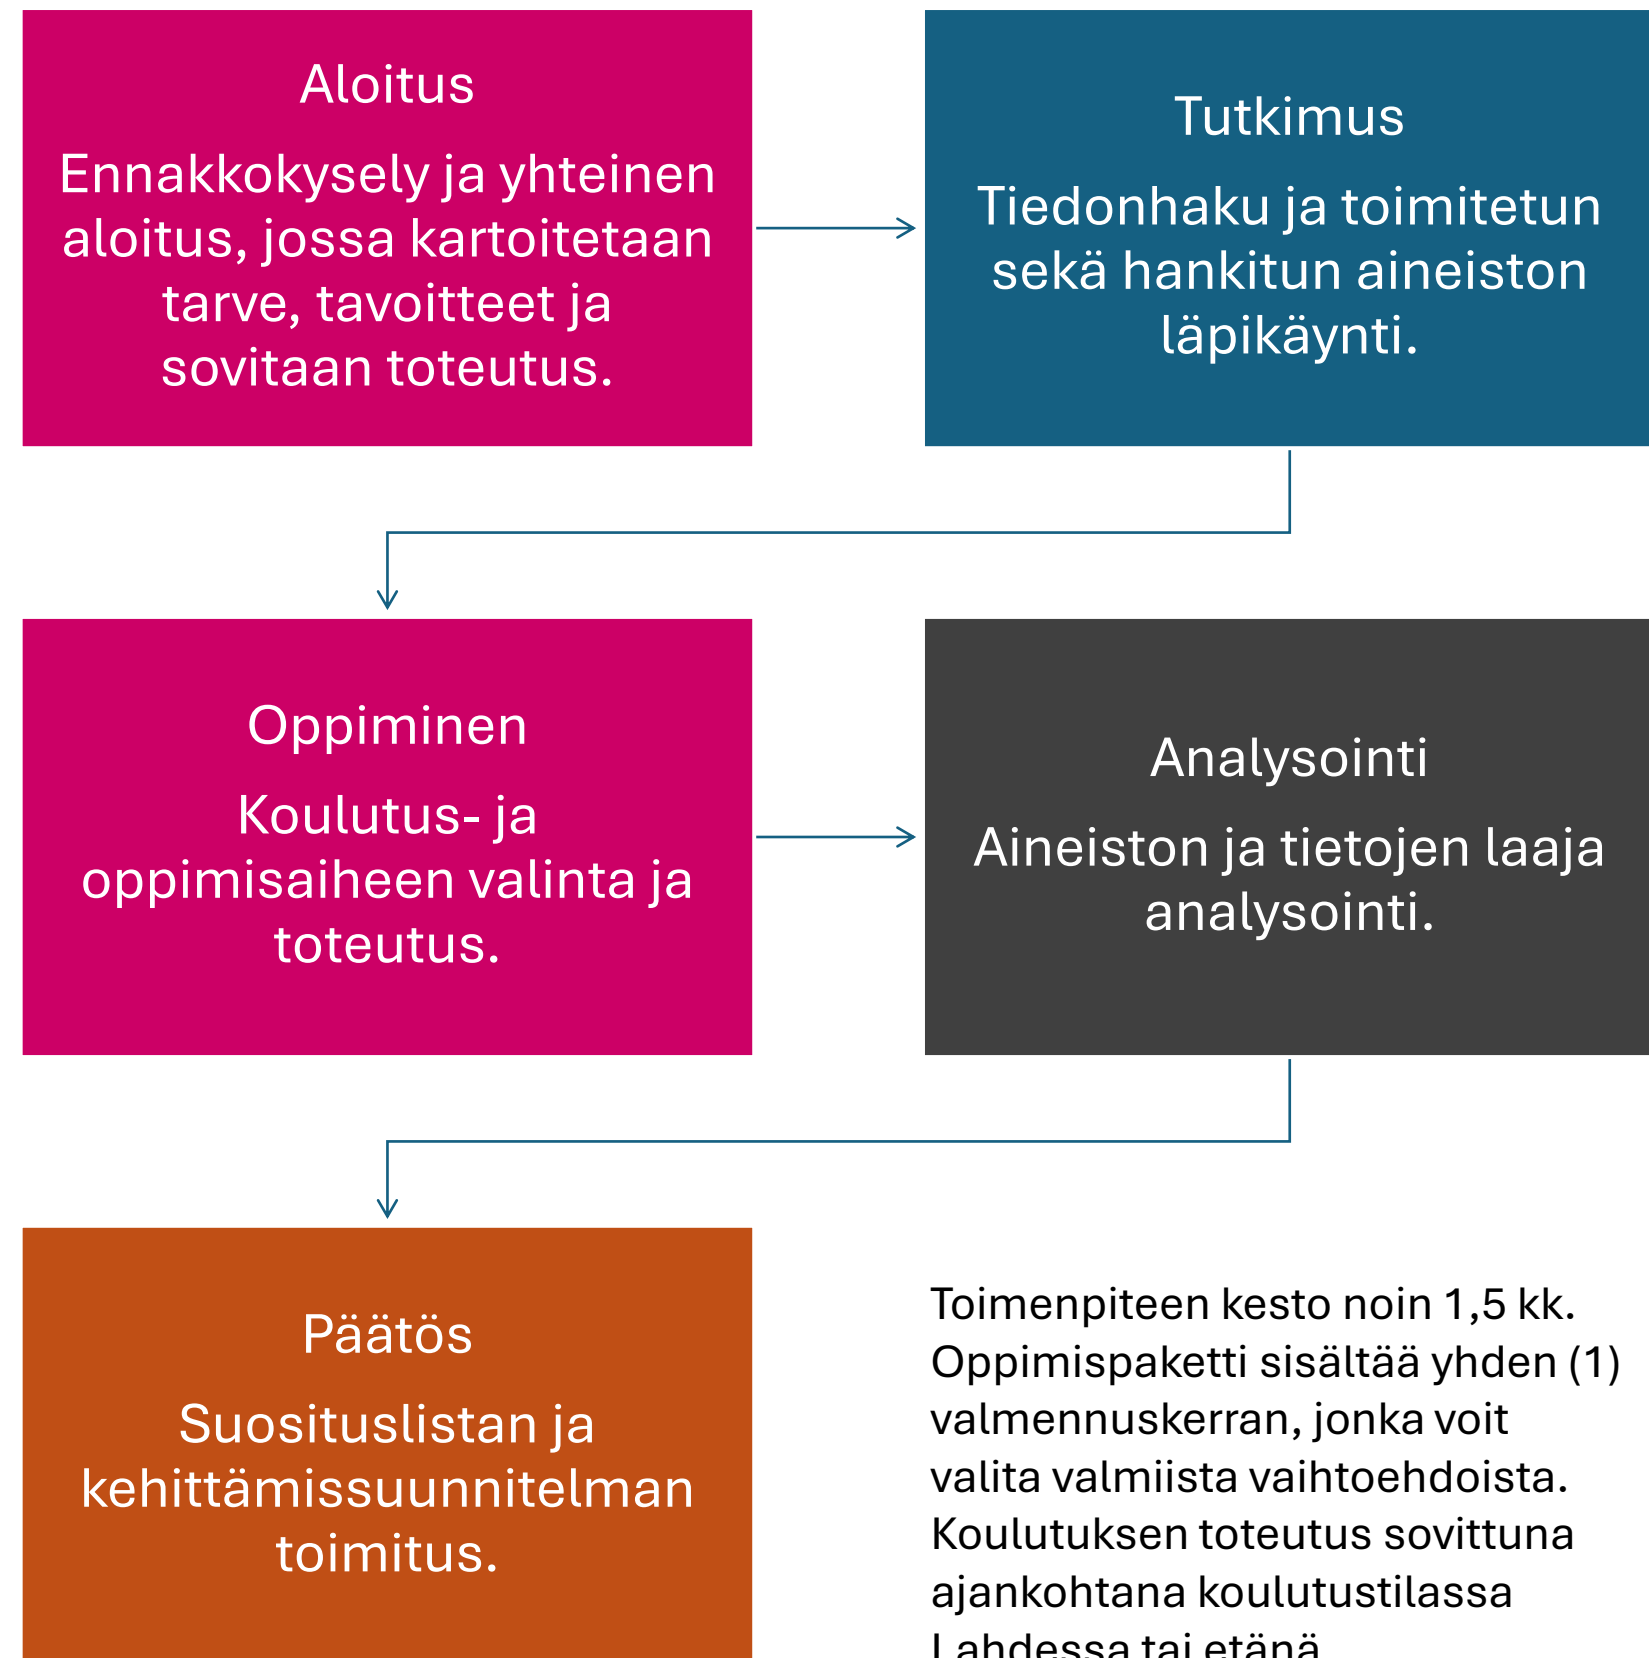 Aloitus
Ennakkokysely ja yhteinen
aloitus, jossa kartoitetaan
tarve, tavoitteet ja
sovitaan toteutus.
Tutkimus
Tiedonhaku ja toimitetun
sekä hankitun aineiston
läpikäynti.
Oppiminen
Koulutus- ja
oppimisaiheen valinta ja
toteutus.
Analysointi
Aineiston ja tietojen laaja
analysointi.
Päätös
Suosituslistan ja
kehittämissuunnitelman
toimitus.
Toimenpiteen kesto noin 1,5 kk.
Oppimispaketti sisältää yhden (1)
valmennuskerran, jonka voit
valita valmiista vaihtoehdoista.
Koulutuksen toteutus sovittuna
ajankohtana koulutustilassa
Lahdessa tai etänä